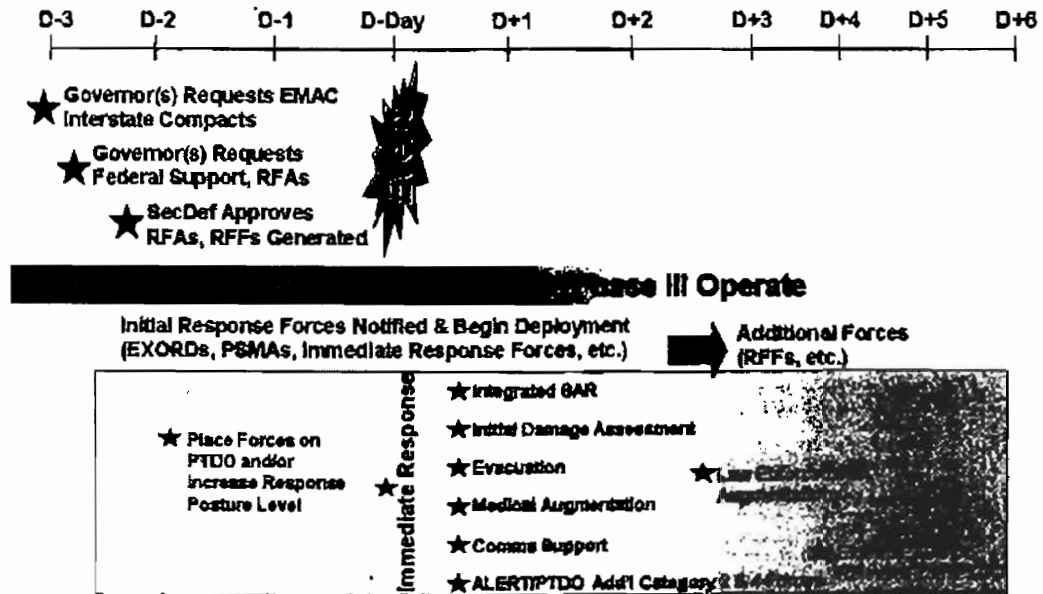 D-3 D-2 D-1 D-Day D+1 D+2 D+3 D+4 D+5 D+6
Governor(s) Requests EMAC
Interstate Compacts
Governor(s) Requests
Federal Support, RFAs
SecDef Approves
RFAs, RFFs Generated
III Operate
Initial Response Forces Notified & Begin Deployment
(EXORDs, PSMAs, Immediate Response Forces, etc.)
Additional Forces
(RFFs, etc.)
Immediate Response
Place Forces on
PTDO and/or
Increase Response
Posture Level
Integrated SAR
Initial Damage Assessment
Evacuation
Medical Augmentation
Comms Support
ALERT/PTDO Add'l Category